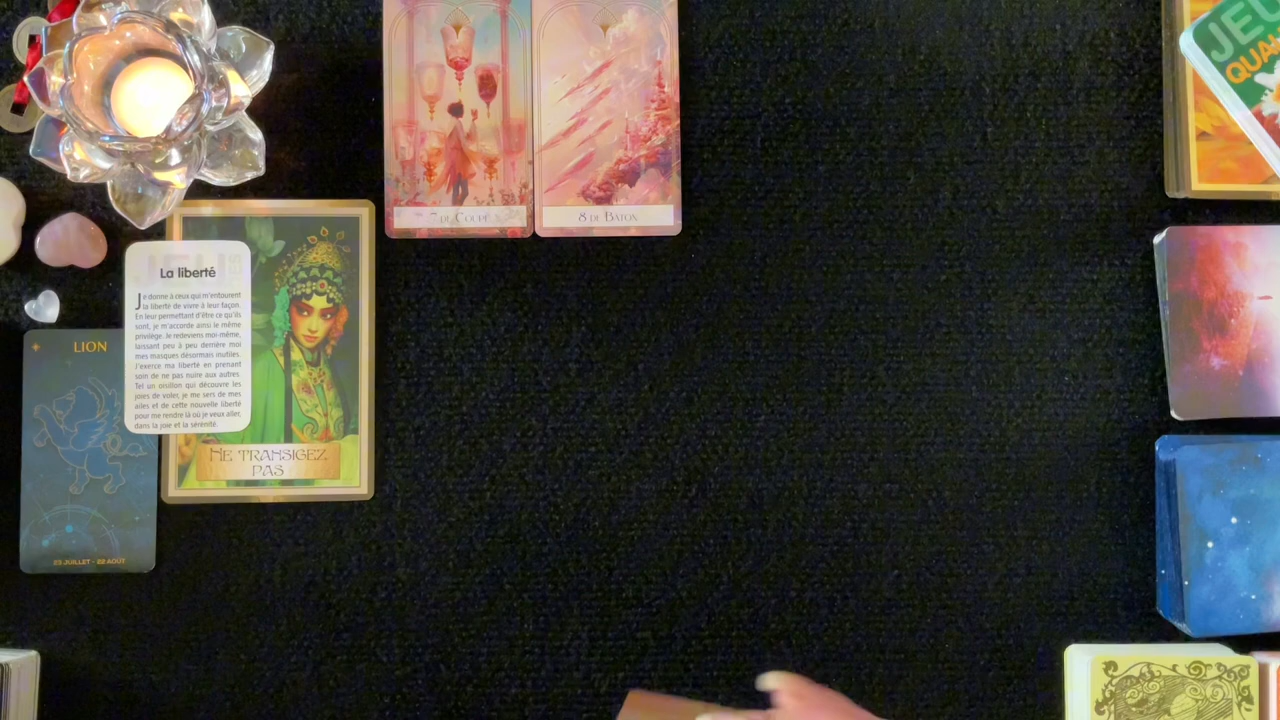 7 DE COUPE
8 DE BÂTON
JEU
La liberté
Je donne à ceux qui m'entourent
la liberté de vivre à leur façon.
En leur permettant d'être ce qu'ils
sont, je m'accorde ainsi le même
privilège. Je redeviens moi-même,
laissant peu à peu derrière moi
mes masques désormais inutiles.
J'exerce ma liberté en prenant
soin de ne pas nuire aux autres.
Tel un oisillon qui découvre les
joies de voler, je me sers de mes
ailes et de cette nouvelle liberté
pour me rendre là où je veux aller,
dans la joie et la sérénité.
LION
23 JUILLET - 22 AOÛT
NE TRANSIGEZ
PAS